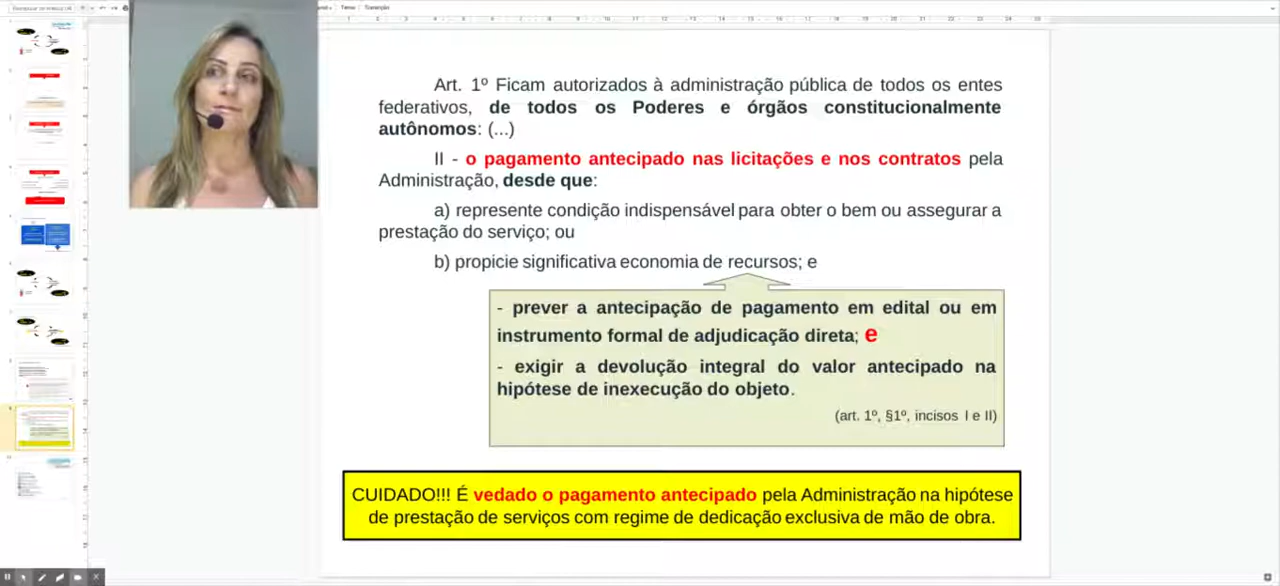 Tema
Transição
Art. 1º Ficam autorizados à administração pública de todos os entes
federativos, de todos os Poderes e órgãos constitucionalmente
autônomos: (...)
II - o pagamento antecipado nas licitações e nos contratos pela
Administração, desde que:
a) represente condição indispensável para obter o bem ou assegurar a
prestação do serviço; ou
b) propicie significativa economia de recursos; e
- prever a antecipação de pagamento em edital ou em
instrumento formal de adjudicação direta; e
- exigir a devolução integral do valor antecipado na
hipótese de inexecução do objeto.
(art. 1º, §1º, incisos I e II)
CUIDADO!!! É vedado o pagamento antecipado pela Administração na hipótese
de prestação de serviços com regime de dedicação exclusiva de mão de obra.